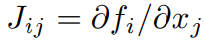 J_{ij} = ∂f_i/∂x_j